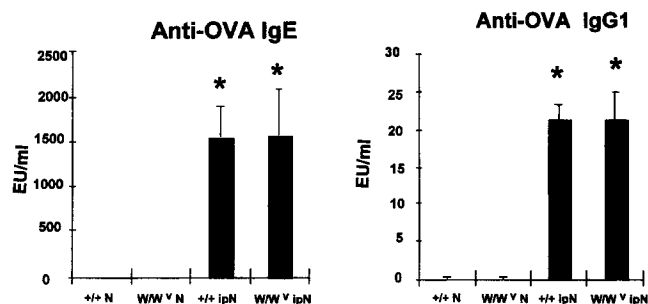 Anti-OVA IgE
EU/ml
2500
2000
1500
1000
500
0
*
*
+/+ N
W/W v N
+/+ ipN
W/W v ipN
Anti-OVA IgG1
EU/ml
30
25
20
15
10
5
0
*
*
+/+ N
W/W v N
+/+ ipN
W/W v ipN